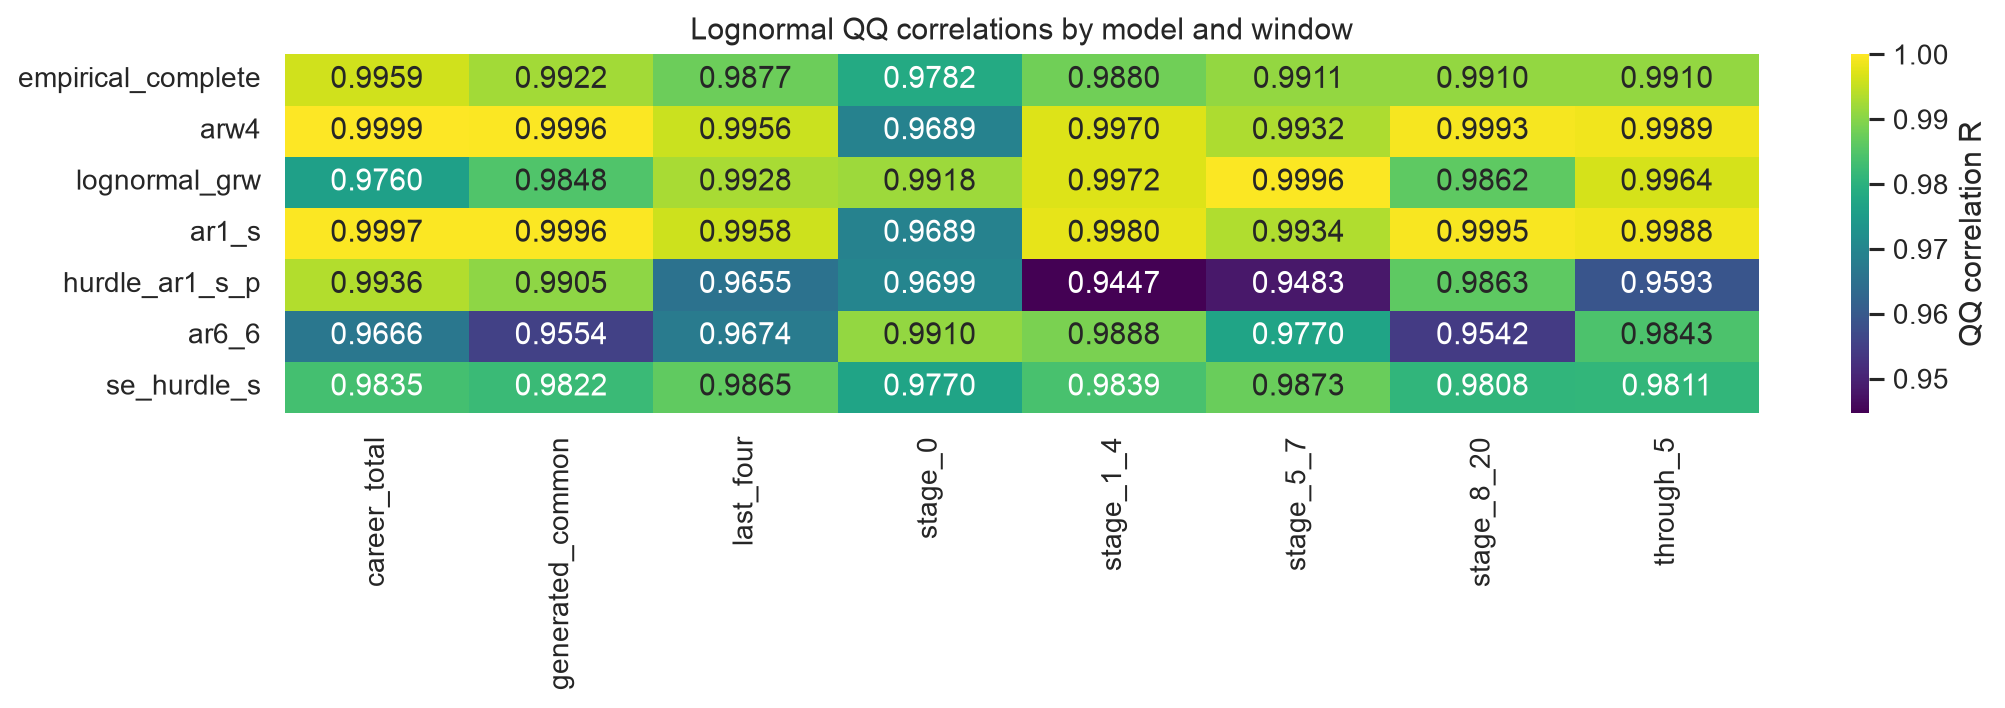 Lognormal QQ correlations by model and window
empirical_complete 0.9959 0.9922 0.9877 0.9782 0.9880 0.9911 0.9910 0.9910
arw4 0.9999 0.9996 0.9956 0.9689 0.9970 0.9932 0.9993 0.9989
lognormal_grw 0.9760 0.9848 0.9928 0.9918 0.9972 0.9996 0.9862 0.9964
ar1_s 0.9997 0.9996 0.9958 0.9689 0.9980 0.9934 0.9995 0.9988
hurdle_ar1_s_p 0.9936 0.9905 0.9655 0.9699 0.9447 0.9483 0.9863 0.9593
ar6_6 0.9666 0.9554 0.9674 0.9910 0.9888 0.9770 0.9542 0.9843
se_hurdle_s 0.9835 0.9822 0.9865 0.9770 0.9839 0.9873 0.9808 0.9811
career_total
generated_common
last_four
stage_0
stage_1_4
stage_5_7
stage_8_20
through_5
1.00
0.99
0.98
0.97
0.96
0.95
QQ correlation R